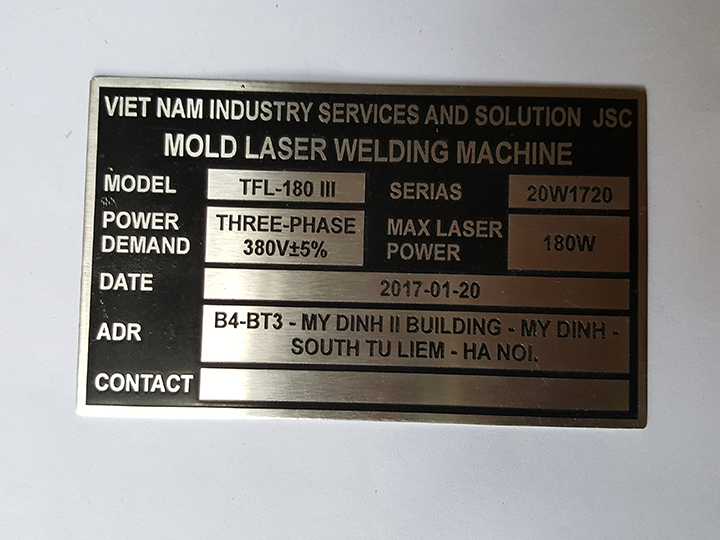 VIET NAM INDUSTRY SERVICES AND SOLUTION JSC
MOLD LASER WELDING MACHINE
MODEL TFL-180 III SERIAS 20W1720
POWER DEMAND THREE-PHASE 380V±5% MAX LASER POWER 180W
DATE 2017-01-20
ADR B4-BT3 - MY DINH II BUILDING - MY DINH -
SOUTH TU LIEM - HA NOI.
CONTACT